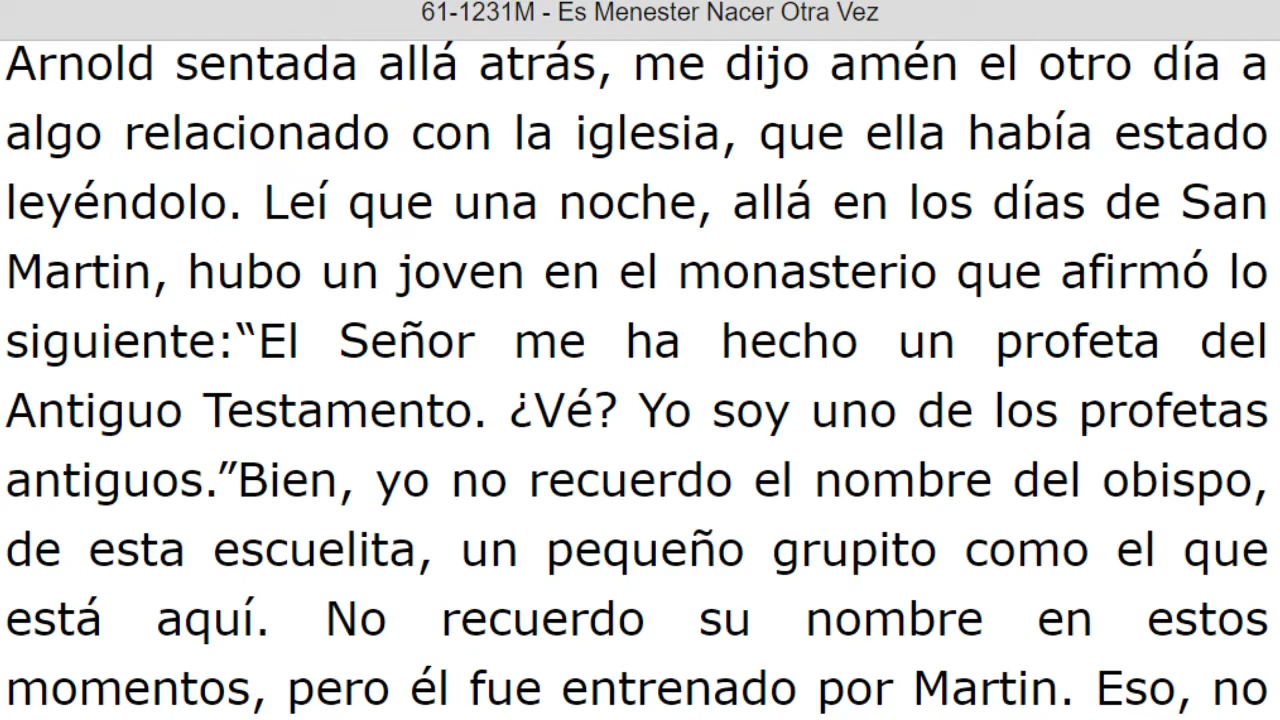 61-1231M - Es Menester Nacer Otra Vez
Arnold sentada allá atrás, me dijo amén el otro día a
algo relacionado con la iglesia, que ella había estado
leyéndolo. Leí que una noche, allá en los días de San
Martin, hubo un joven en el monasterio que afirmó lo
siguiente:“El Señor me ha hecho un profeta del
Antiguo Testamento. ¿Vé? Yo soy uno de los profetas
antiguos.”Bien, yo no recuerdo el nombre del obispo,
de esta escuelita, un pequeño grupito como el que
está aquí. No recuerdo su nombre en estos
momentos, pero él fue entrenado por Martin. Eso, no